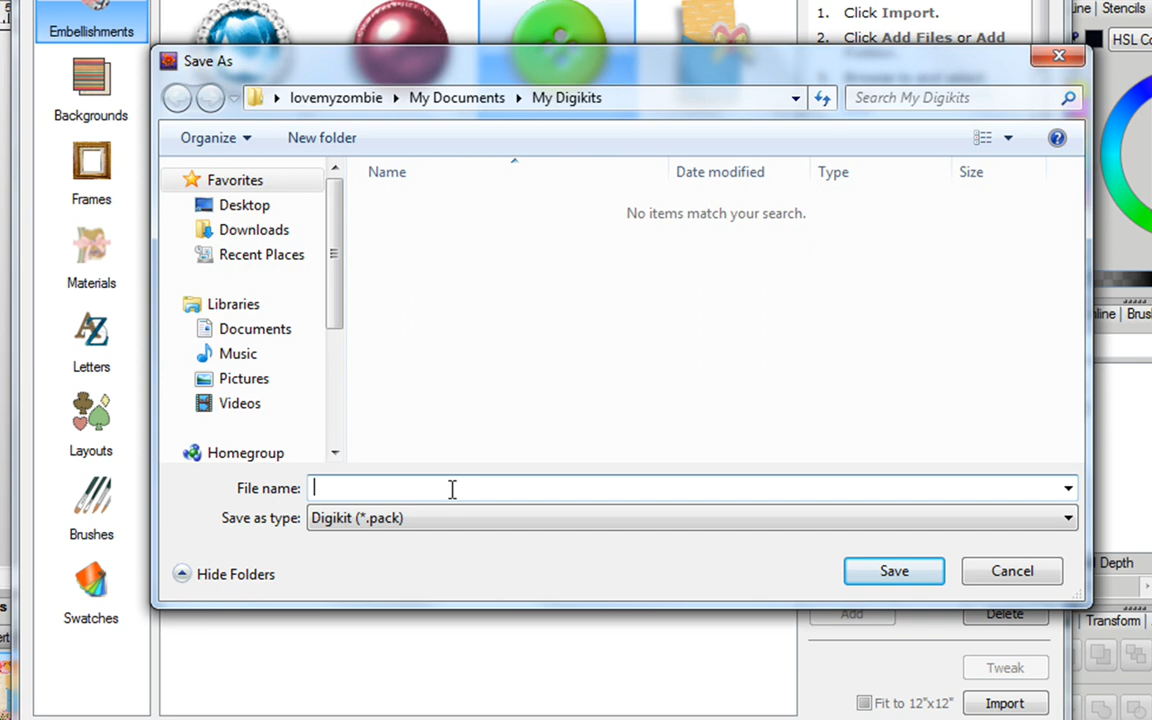 Embellishments
Backgrounds
Frames
Materials
Letters
Layouts
Brushes
Swatches
1. Click Import.
2. Click Add Files or Add
Stencils
HSL
Save As
lovemyzombie
My Documents
My Digikits
Search My Digikits
Organize
New folder
Name
Date modified
Type
Size
No items match your search.
Favorites
Desktop
Downloads
Recent Places
Libraries
Documents
Music
Pictures
Videos
Homegroup
File name:
Save as type: Digikit (*.pack)
Hide Folders
Save
Cancel
Add
Delete
Tweak
Fit to 12"x12"
Import
Depth
Transform